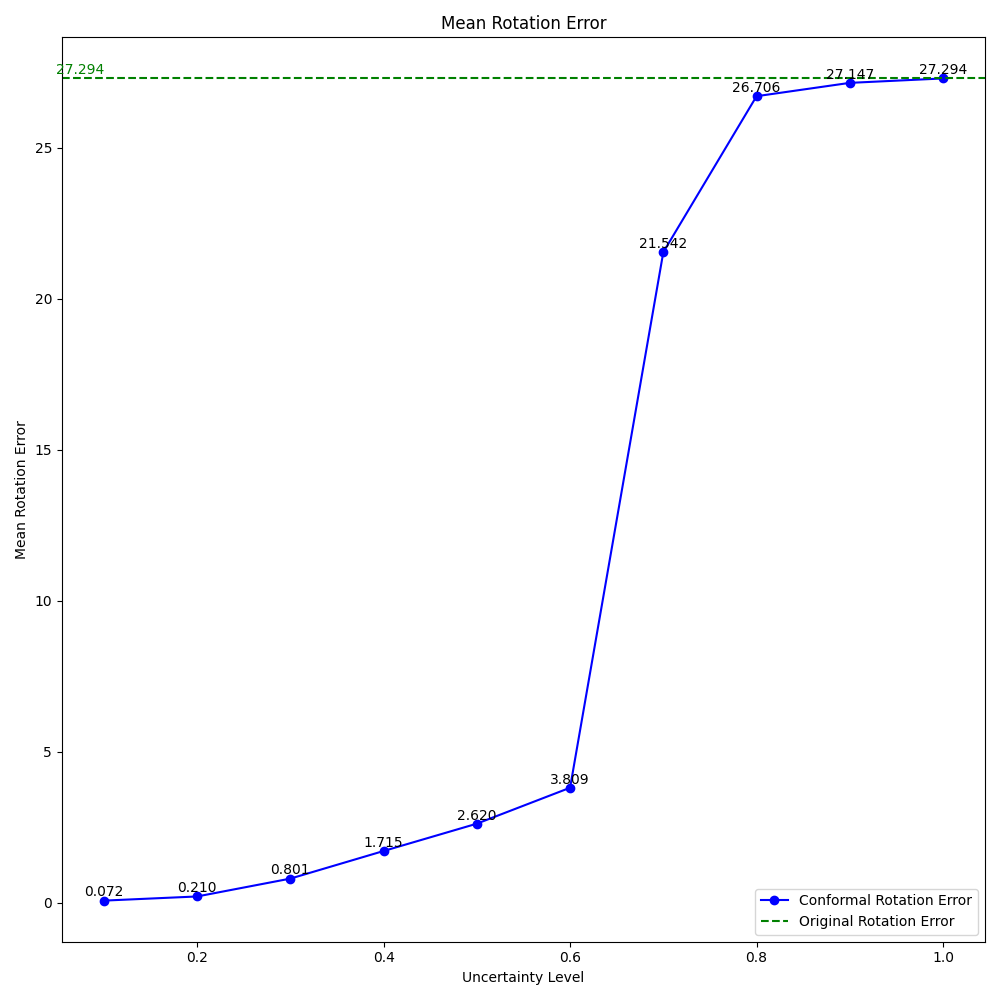 Mean Rotation Error
27.294
27.294
27.147
26.706
25
21.542
20
15
Mean Rotation Error
10
5
3.809
2.620
1.715
0.801
0.210
0.072
0
Conformal Rotation Error
Original Rotation Error
0.2 0.4 0.6 0.8 1.0
Uncertainty Level